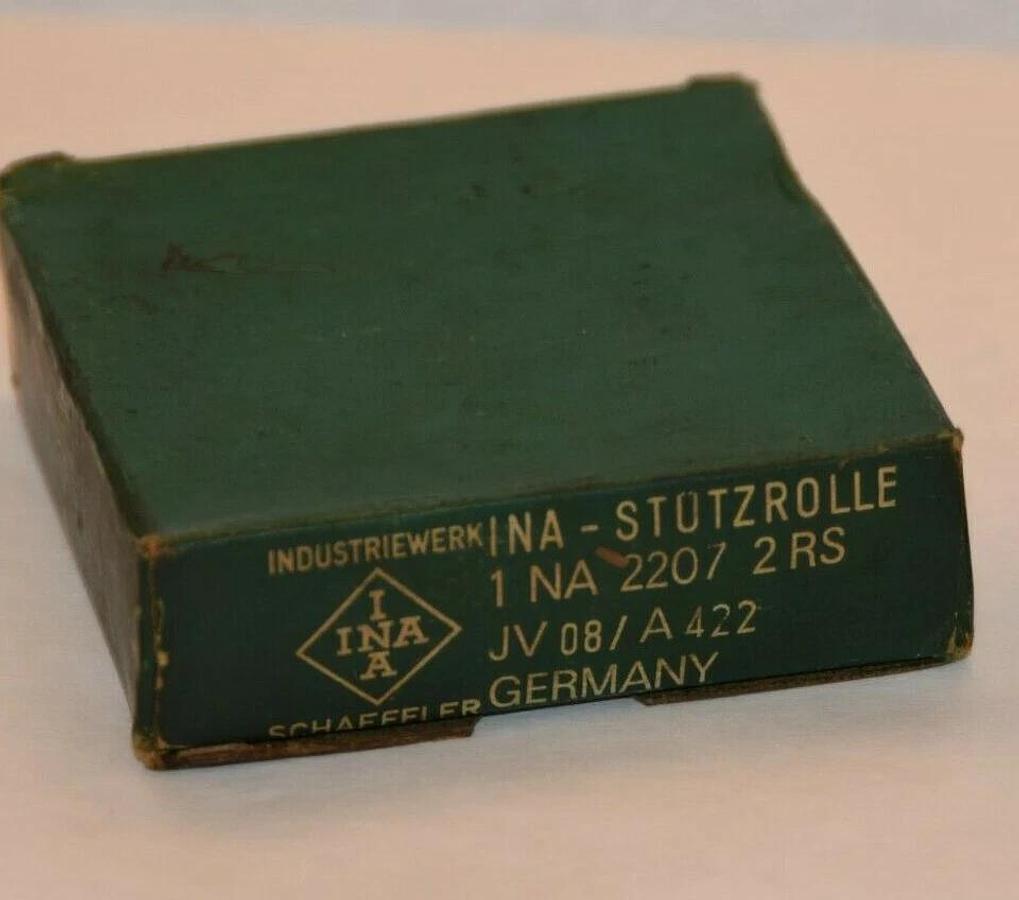 INDUSTRIEWERK
I
INA
A
SCHAEFFLER
INA - STÜTZROLLE
1 NA 2207 2RS
JV 08/A 422
GERMANY